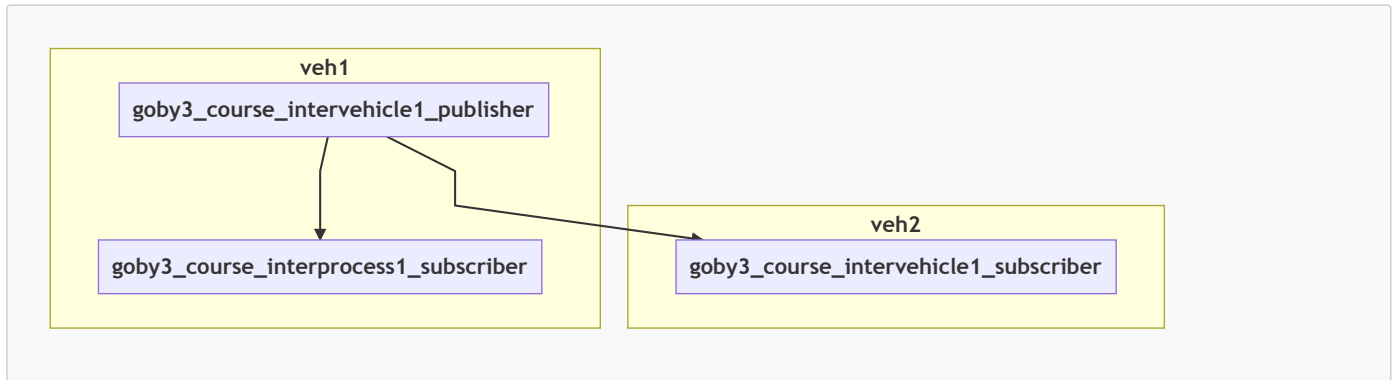 veh1
goby3_course_intervehicle1_publisher
goby3_course_interprocess1_subscriber
veh2
goby3_course_intervehicle1_subscriber